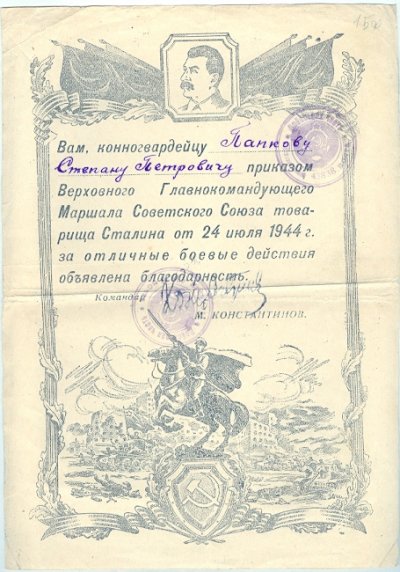 Вам, конногвардейцу Папкову
Степану Петровичу приказом
Верховного Главнокомандующего
Маршала Советского Союза това-
рища Сталина от 24 июля 1944 г.
за отличные боевые действия
объявлена благодарность.
Командир
М. КОНСТАНТИНОВ.